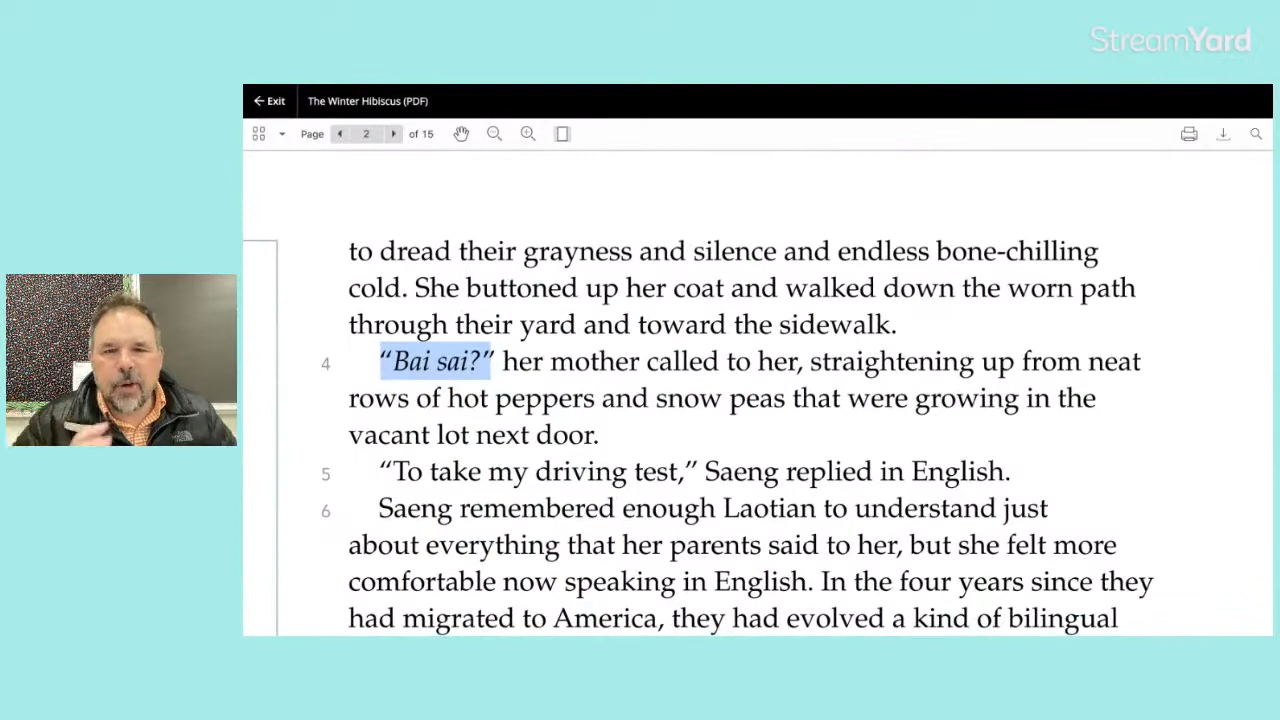 StreamYard
Exit The Winter Hibiscus (PDF)
Page 2 of 15
to dread their grayness and silence and endless bone-chilling
cold. She buttoned up her coat and walked down the worn path
through their yard and toward the sidewalk.
4 “Bai sai?” her mother called to her, straightening up from neat
rows of hot peppers and snow peas that were growing in the
vacant lot next door.
5 “To take my driving test,” Saeng replied in English.
6 Saeng remembered enough Laotian to understand just
about everything that her parents said to her, but she felt more
comfortable now speaking in English. In the four years since they
had migrated to America, they had evolved a kind of bilingual